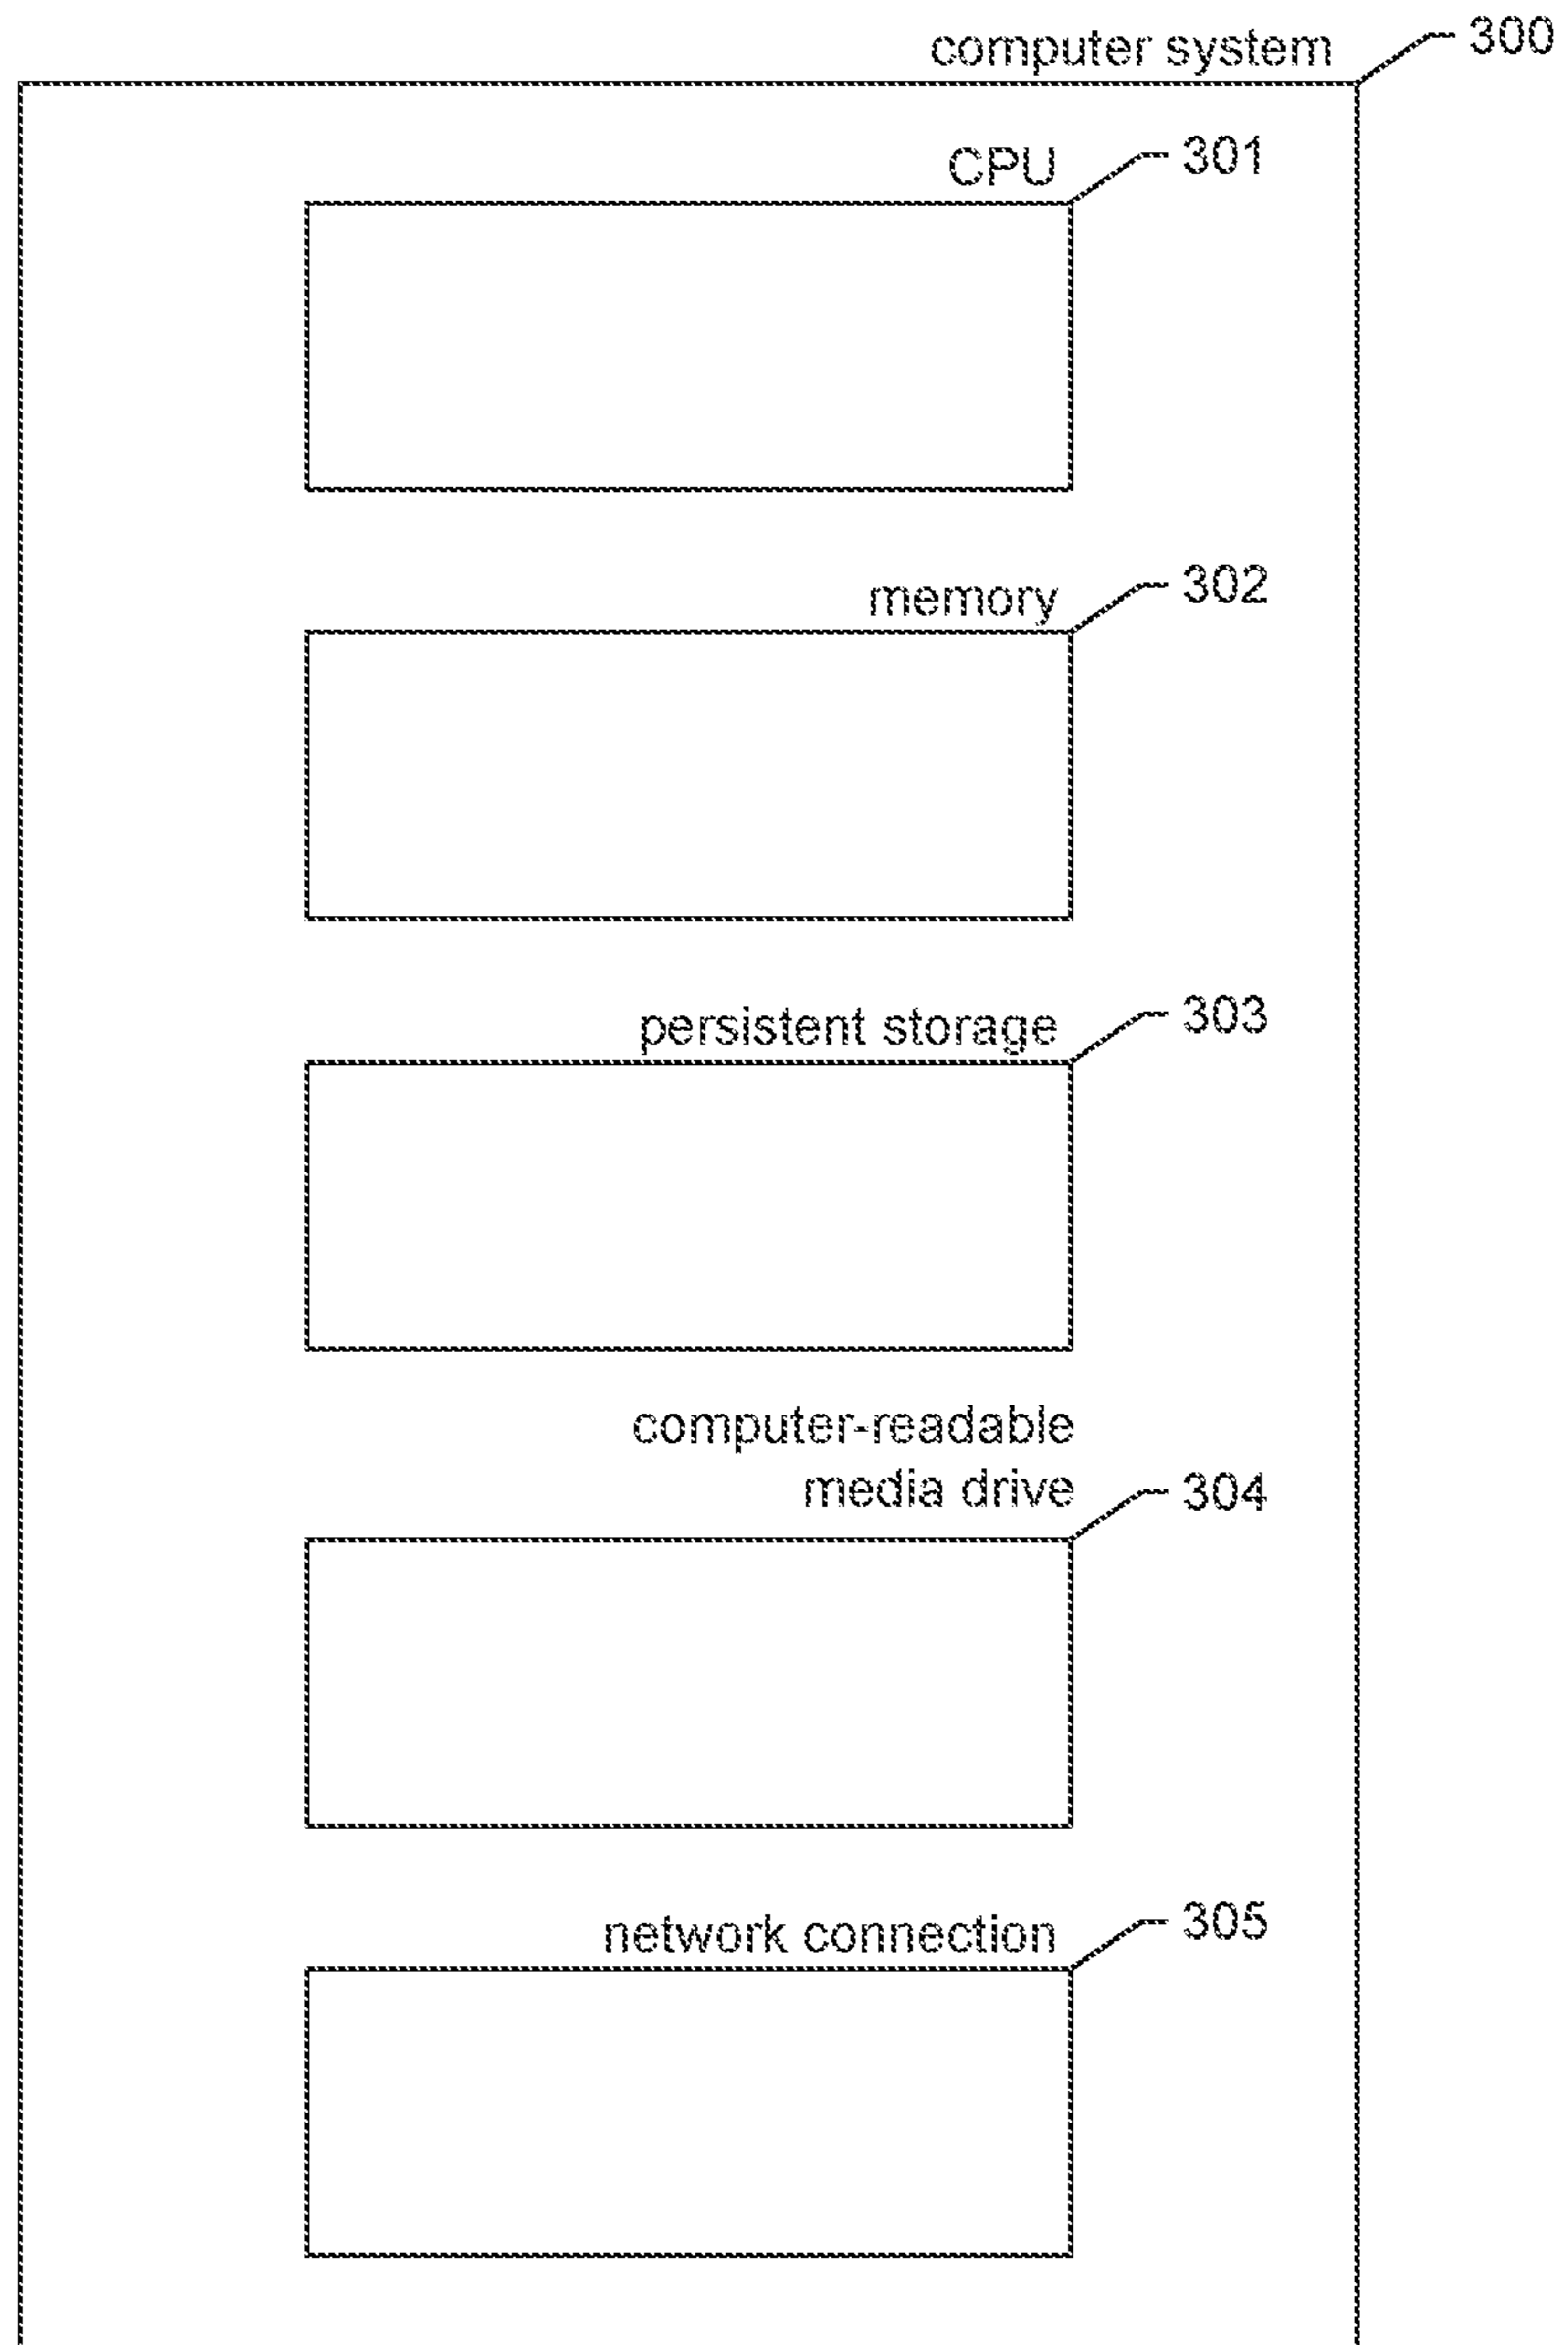 computer system 300
CPU 301
memory 302
persistent storage 303
computer-readable
media drive 304
network connection 305